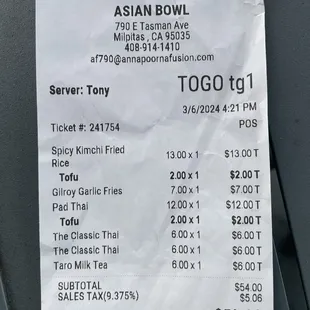 ASIAN BOWL
790 E Tasman Ave
Milpitas , CA 95035
408-914-1410
af790@annapoornafusion.com
Server: Tony TOGO tg1
3/6/2024 4:21 PM
Ticket #: 241754 POS
Spicy Kimchi Fried Rice 13.00 x 1 $13.00 T
Tofu 2.00 x 1 $2.00 T
Gilroy Garlic Fries 7.00 x 1 $7.00 T
Pad Thai 12.00 x 1 $12.00 T
Tofu 2.00 x 1 $2.00 T
The Classic Thai 6.00 x 1 $6.00 T
The Classic Thai 6.00 x 1 $6.00 T
Taro Milk Tea 6.00 x 1 $6.00 T
SUBTOTAL $54.00
SALES TAX(9.375%) $5.06